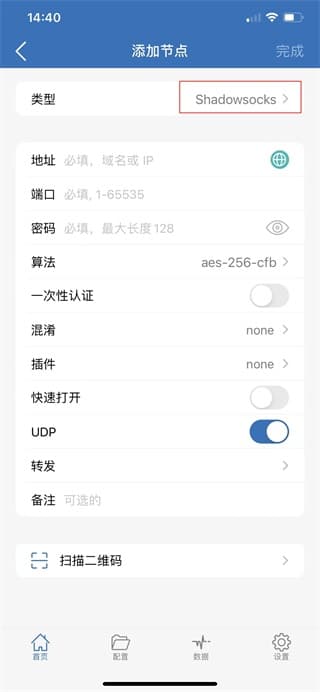 14:40
添加节点
完成
类型 Shadowsocks
地址 必填，域名或 IP
端口 必填, 1-65535
密码 必填，最大长度 128
算法 aes-256-cfb
一次性认证
混淆 none
插件 none
快速打开
UDP
转发
备注 可选的
扫描二维码
首页 配置 数据 设置